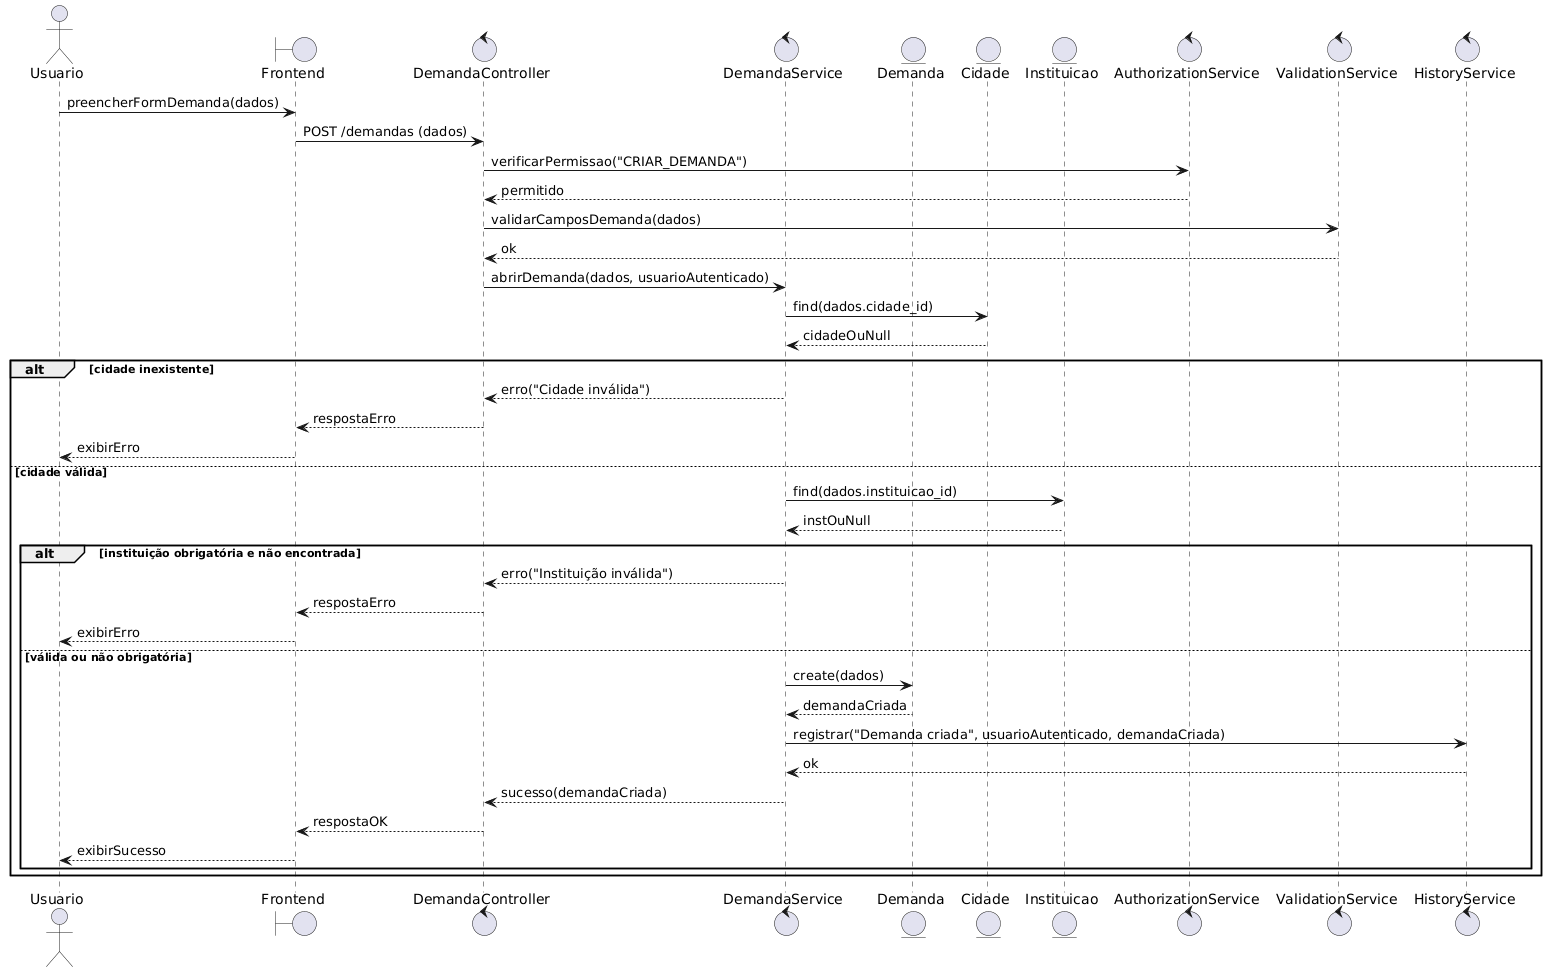 Usuario
Frontend
DemandaController
DemandaService
Demanda
Cidade
Instituicao
AuthorizationService
ValidationService
HistoryService
preencherFormDemanda(dados)
POST /demandas (dados)
verificarPermissao("CRIAR_DEMANDA")
permitido
validarCamposDemanda(dados)
ok
abrirDemanda(dados, usuarioAutenticado)
find(dados.cidade_id)
cidadeOuNull
alt [cidade inexistente]
erro("Cidade inválida")
respostaErro
exibirErro
[cidade válida]
find(dados.instituicao_id)
instOuNull
alt [instituição obrigatória e não encontrada]
erro("Instituição inválida")
respostaErro
exibirErro
[válida ou não obrigatória]
create(dados)
demandaCriada
registrar("Demanda criada", usuarioAutenticado, demandaCriada)
ok
sucesso(demandaCriada)
respostaOK
exibirSucesso
Usuario
Frontend
DemandaController
DemandaService
Demanda
Cidade
Instituicao
AuthorizationService
ValidationService
HistoryService